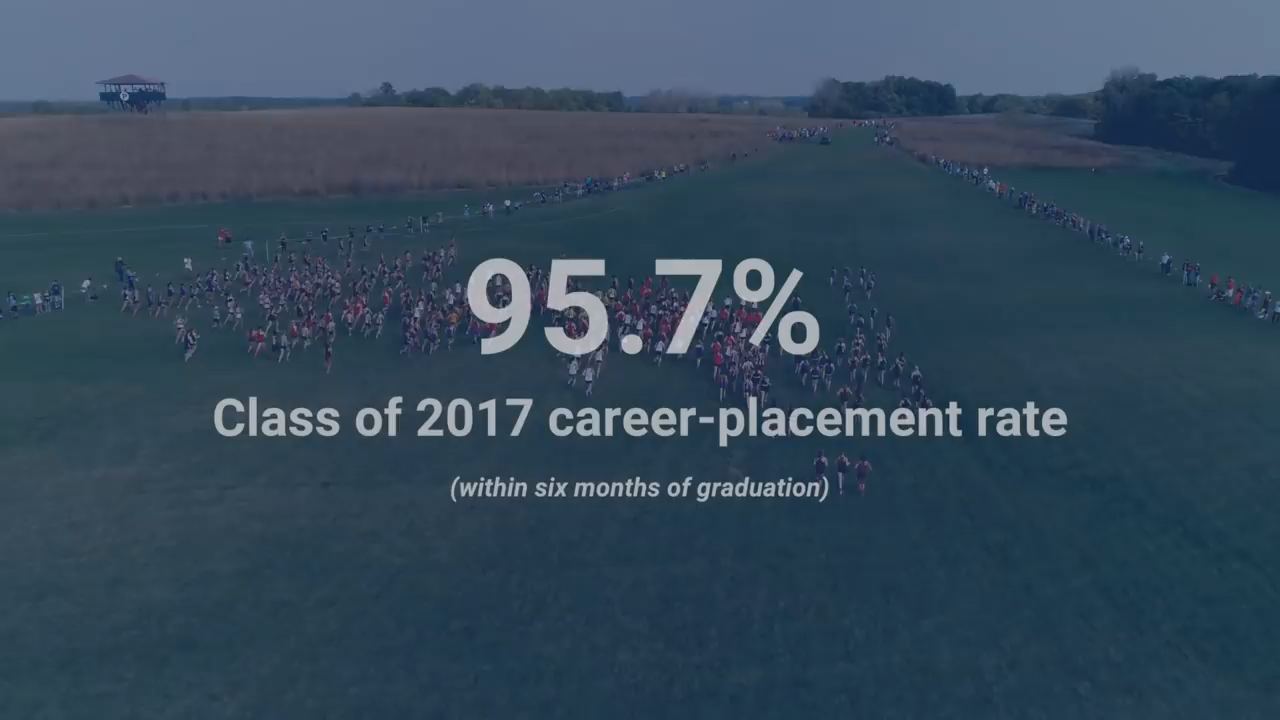 95.7%
Class of 2017 career-placement rate
(within six months of graduation)